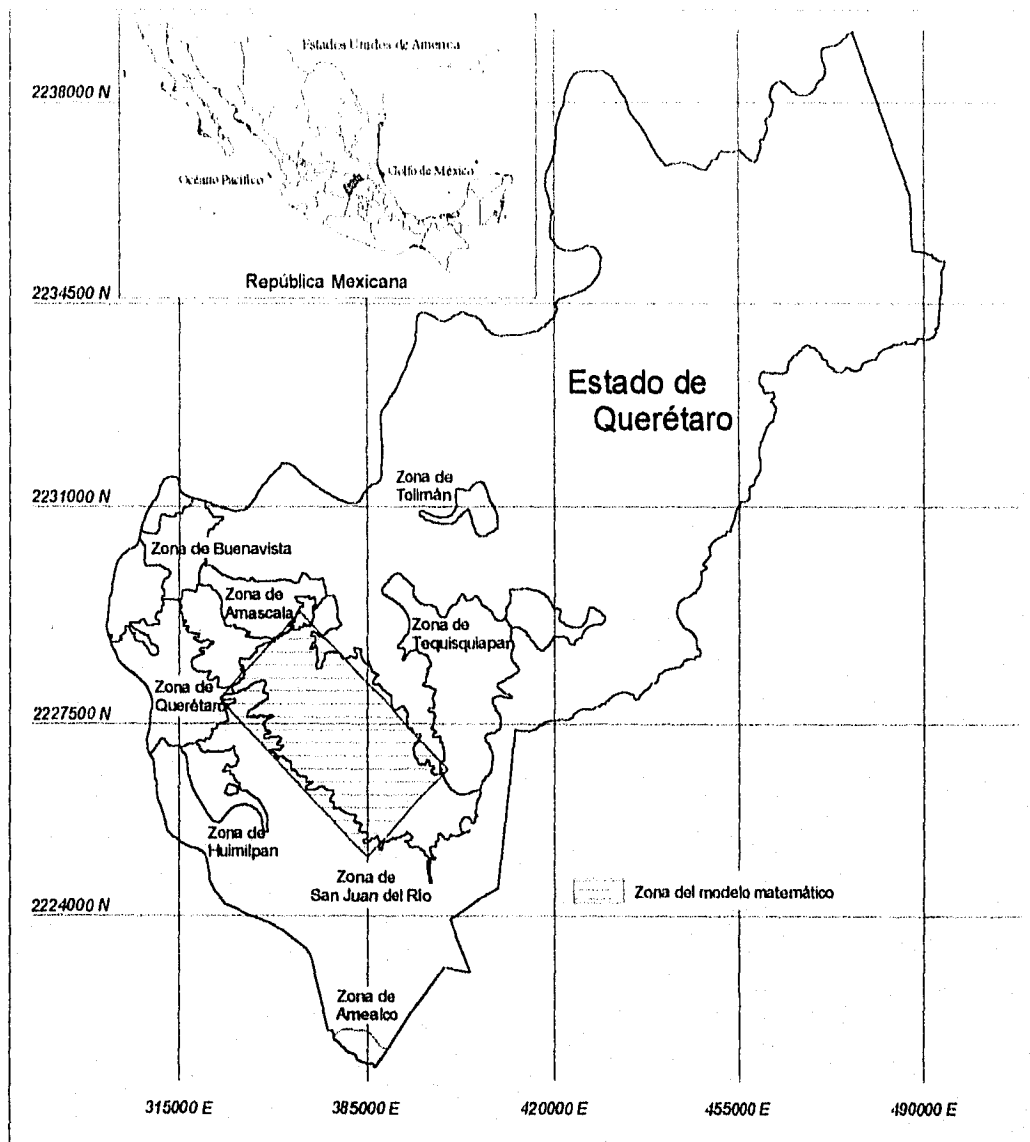 Estados Unidos de America
2238000 N
Océano Pacífico
Golfo de México
República Mexicana
2234500 N
Estado de
Querétaro
Zona de
Tolimán
2231000 N
Zona de Buenavista
Zona de
Amascala
Zona de
Tequisquiapan
Zona de
Querétaro
2227500 N
Zona de
Huimilpan
Zona de
San Juan del Río
Zona del modelo matemático
2224000 N
Zona de
Amealco
315000 E
385000 E
420000 E
455000 E
490000 E